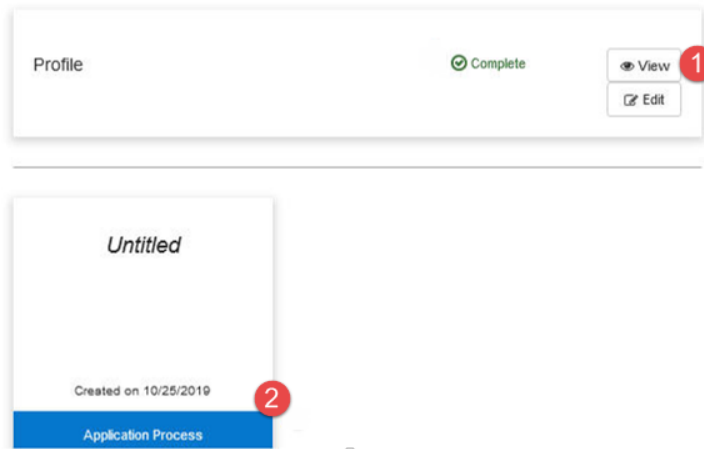 Profile
Complete
View
1
Edit
Untitled
Created on 10/25/2019
2
Application Process